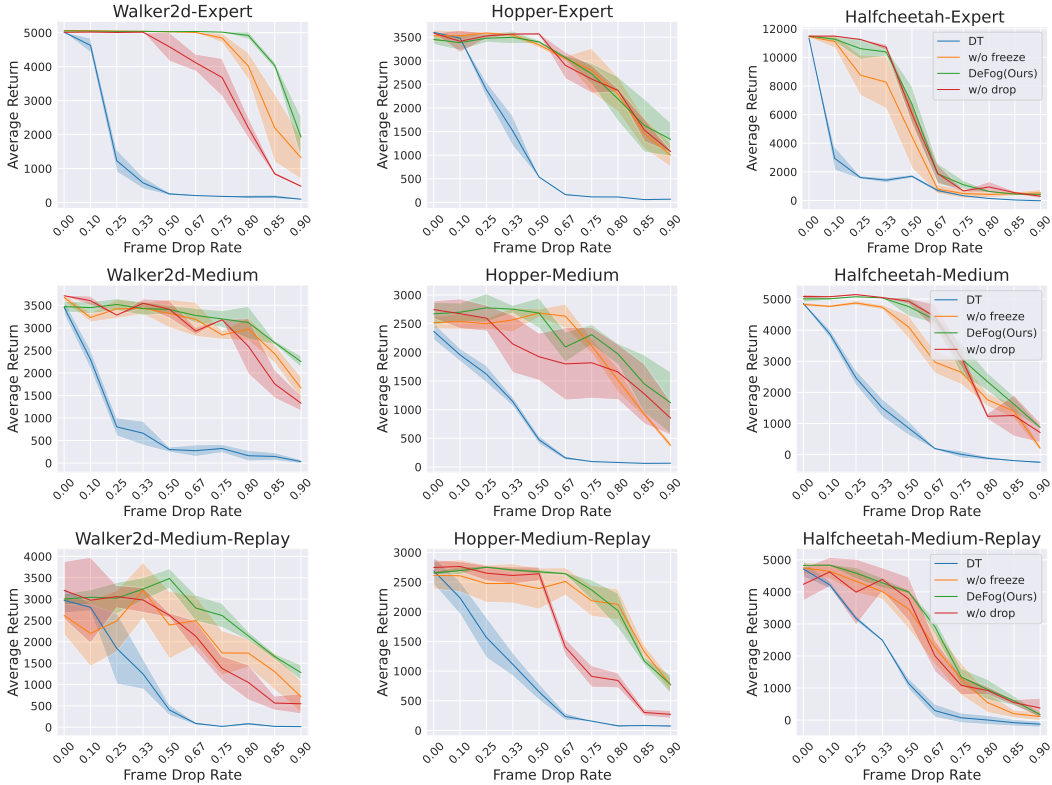 Walker2d-Expert
Average Return
5000
4000
3000
2000
1000
0
0.00 0.10 0.25 0.33 0.50 0.67 0.75 0.80 0.85 0.90
Frame Drop Rate
Hopper-Expert
Average Return
3500
3000
2500
2000
1500
1000
500
0
0.00 0.10 0.25 0.33 0.50 0.67 0.75 0.80 0.85 0.90
Frame Drop Rate
Halfcheetah-Expert
Average Return
12000
10000
8000
6000
4000
2000
0
DT
w/o freeze
DeFog(Ours)
w/o drop
0.00 0.10 0.25 0.33 0.50 0.67 0.75 0.80 0.85 0.90
Frame Drop Rate
Walker2d-Medium
Average Return
3500
3000
2500
2000
1500
1000
500
0
0.00 0.10 0.25 0.33 0.50 0.67 0.75 0.80 0.85 0.90
Frame Drop Rate
Hopper-Medium
Average Return
3000
2500
2000
1500
1000
500
0
0.00 0.10 0.25 0.33 0.50 0.67 0.75 0.80 0.85 0.90
Frame Drop Rate
Halfcheetah-Medium
Average Return
5000
4000
3000
2000
1000
0
DT
w/o freeze
DeFog(Ours)
w/o drop
0.00 0.10 0.25 0.33 0.50 0.67 0.75 0.80 0.85 0.90
Frame Drop Rate
Walker2d-Medium-Replay
Average Return
4000
3500
3000
2500
2000
1500
1000
500
0
0.00 0.10 0.25 0.33 0.50 0.67 0.75 0.80 0.85 0.90
Frame Drop Rate
Hopper-Medium-Replay
Average Return
3000
2500
2000
1500
1000
500
0
0.00 0.10 0.25 0.33 0.50 0.67 0.75 0.80 0.85 0.90
Frame Drop Rate
Halfcheetah-Medium-Replay
Average Return
5000
4000
3000
2000
1000
0
DT
w/o freeze
DeFog(Ours)
w/o drop
0.00 0.10 0.25 0.33 0.50 0.67 0.75 0.80 0.85 0.90
Frame Drop Rate